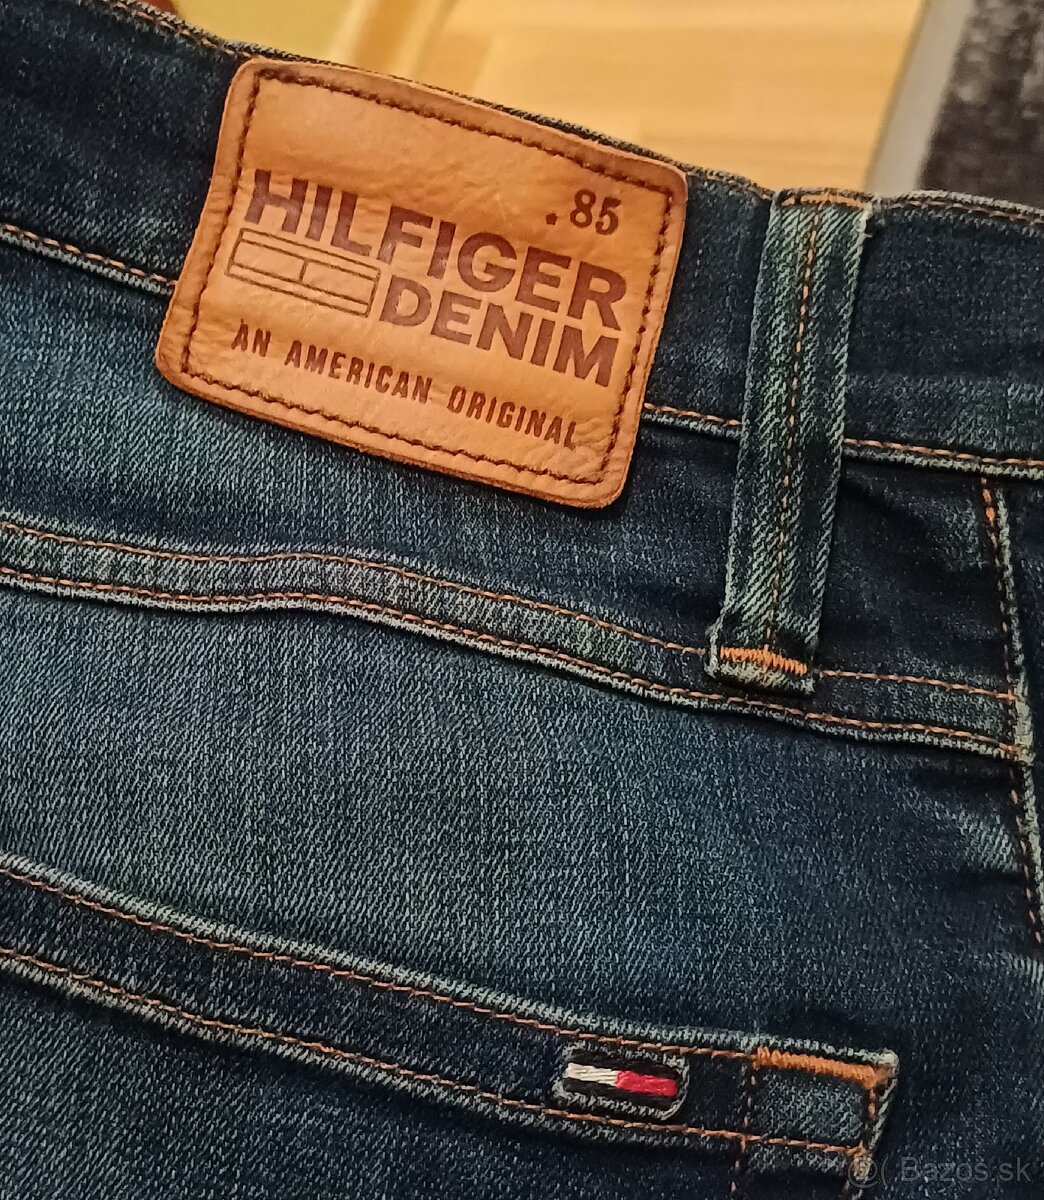 .85
HILFIGER
DENIM
AN AMERICAN ORIGINAL
Bazos.sk